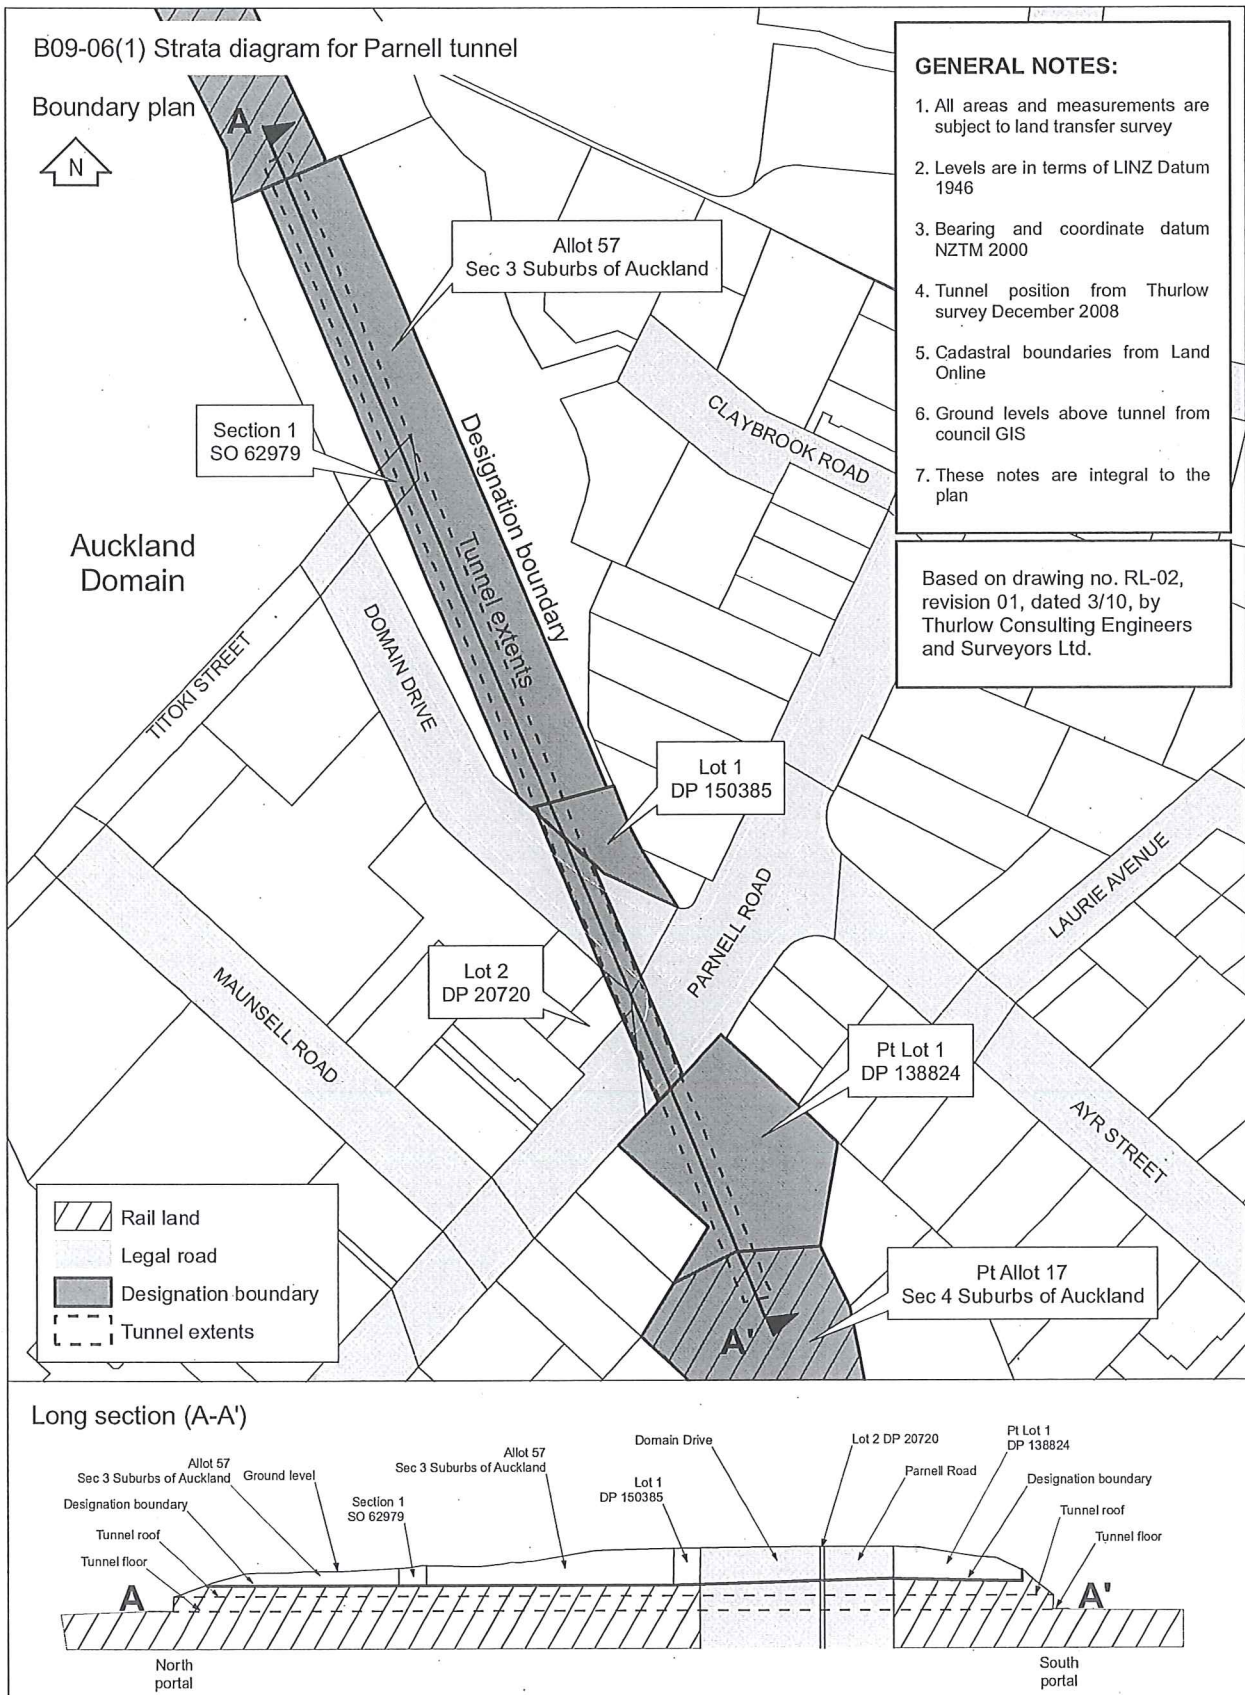 B09-06(1) Strata diagram for Parnell tunnel
Boundary plan
N
A
GENERAL NOTES:
1. All areas and measurements are
subject to land transfer survey
2. Levels are in terms of LINZ Datum
1946
3. Bearing and coordinate datum
NZTM 2000
4. Tunnel position from Thurlow
survey December 2008
5. Cadastral boundaries from Land
Online
6. Ground levels above tunnel from
council GIS
7. These notes are integral to the
plan
Based on drawing no. RL-02,
revision 01, dated 3/10, by
Thurlow Consulting Engineers
and Surveyors Ltd.
Allot 57
Sec 3 Suburbs of Auckland
Section 1
SO 62979
CLAYBROOK ROAD
Designation boundary
Tunnel extents
Auckland
Domain
TITOKI STREET
DOMAIN DRIVE
Lot 1
DP 150385
PARNELL ROAD
LAURIE AVENUE
Lot 2
DP 20720
MAUNSELL ROAD
Pt Lot 1
DP 138824
AYR STREET
Pt Allot 17
Sec 4 Suburbs of Auckland
A'
Rail land
Legal road
Designation boundary
Tunnel extents
Long section (A-A')
Allot 57
Sec 3 Suburbs of Auckland
Ground level
Designation boundary
Tunnel roof
Tunnel floor
Section 1
SO 62979
Allot 57
Sec 3 Suburbs of Auckland
Lot 1
DP 150385
Domain Drive
Lot 2 DP 20720
Parnell Road
Pt Lot 1
DP 138824
Designation boundary
Tunnel roof
Tunnel floor
A
A'
North
portal
South
portal